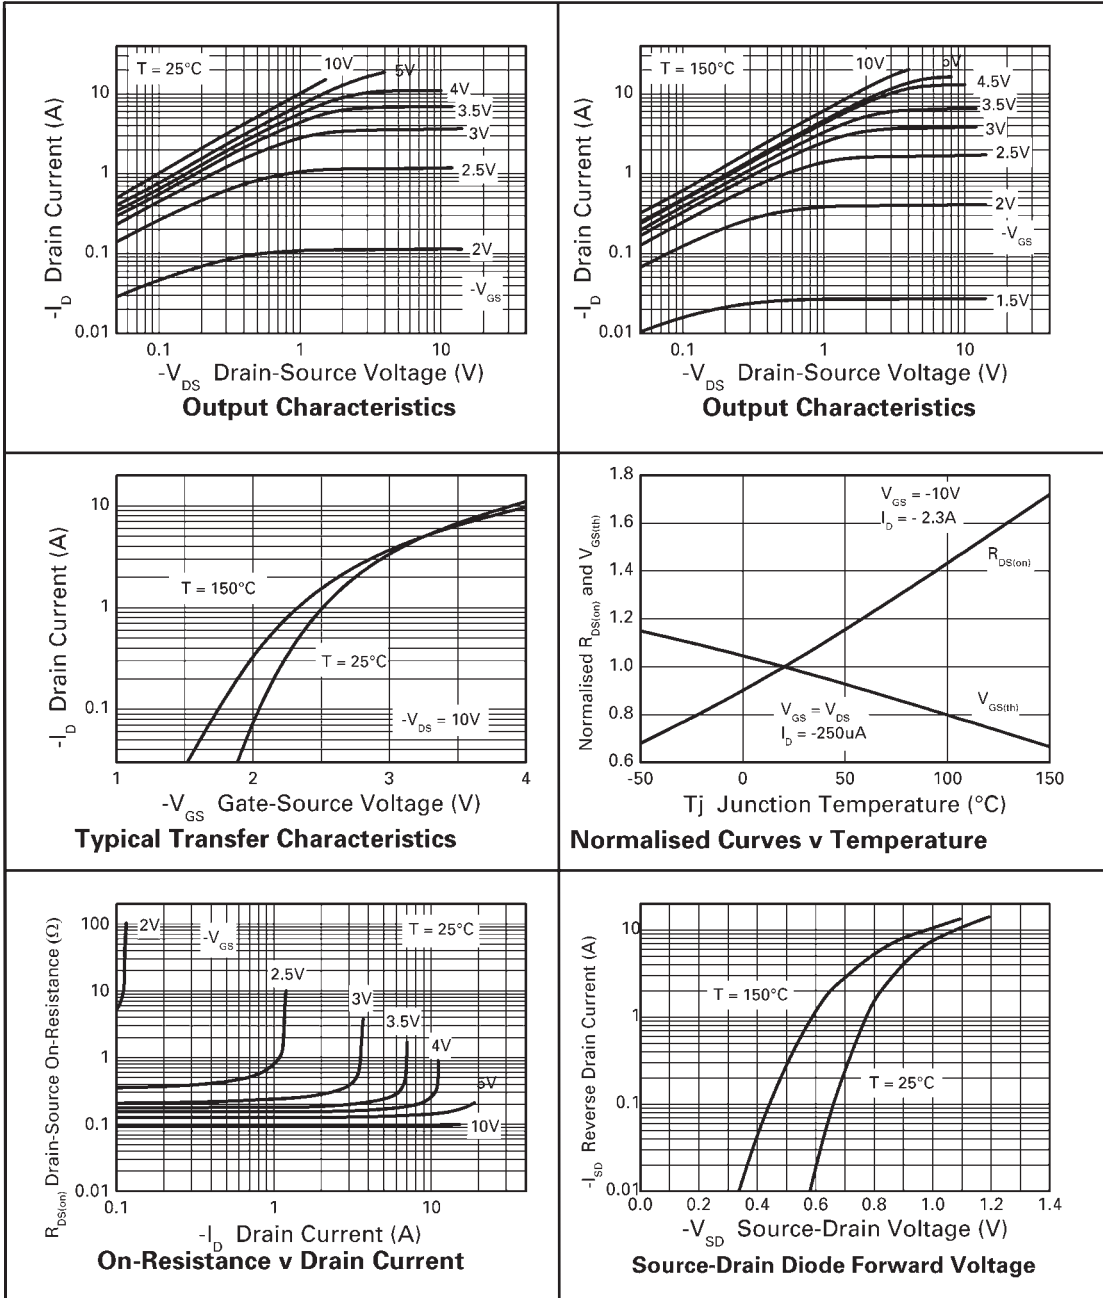 T = 25°C
10V
5V
4V
3.5V
3V
2.5V
2V
-VGS
10
1
0.1
0.01
0.1
1
10
-ID Drain Current (A)
-VDS Drain-Source Voltage (V)
Output Characteristics
T = 150°C
10V
5V
4.5V
3.5V
3V
2.5V
2V
-VGS
1.5V
10
1
0.1
0.01
0.1
1
10
-ID Drain Current (A)
-VDS Drain-Source Voltage (V)
Output Characteristics
10
1
0.1
T = 150°C
T = 25°C
-VDS = 10V
1
2
3
4
-ID Drain Current (A)
-VGS Gate-Source Voltage (V)
Typical Transfer Characteristics
1.8
1.6
1.4
1.2
1.0
0.8
0.6
VGS = -10V
ID = - 2.3A
RDS(on)
VGS = VDS
ID = -250uA
VGS(th)
-50
0
50
100
150
Normalised RDS(on) and VGS(th)
Tj Junction Temperature (°C)
Normalised Curves v Temperature
100
10
1
0.1
0.01
2V
-VGS
T = 25°C
2.5V
3V
3.5V
4V
5V
10V
0.1
1
10
RDS(on) Drain-Source On-Resistance (Ω)
-ID Drain Current (A)
On-Resistance v Drain Current
10
1
0.1
0.01
T = 150°C
T = 25°C
0.0
0.2
0.4
0.6
0.8
1.0
1.2
1.4
-ISD Reverse Drain Current (A)
-VSD Source-Drain Voltage (V)
Source-Drain Diode Forward Voltage